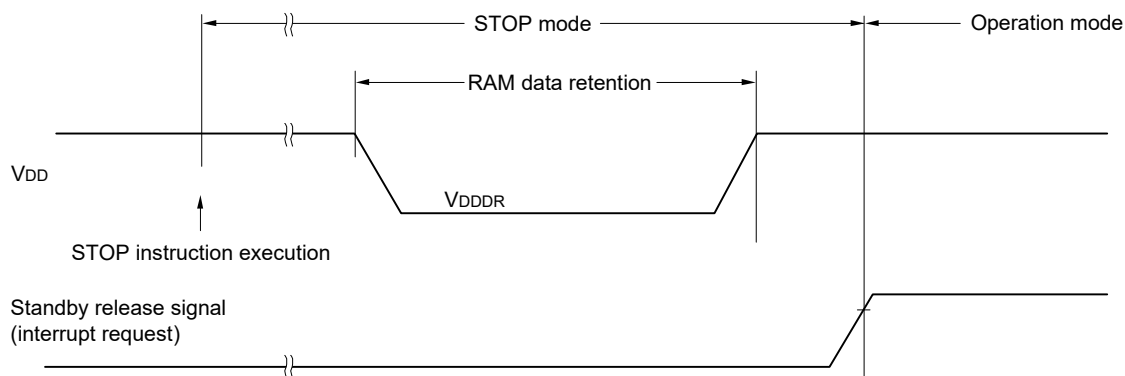 STOP mode
Operation mode
RAM data retention
VDD
VDDDR
STOP instruction execution
Standby release signal
(interrupt request)